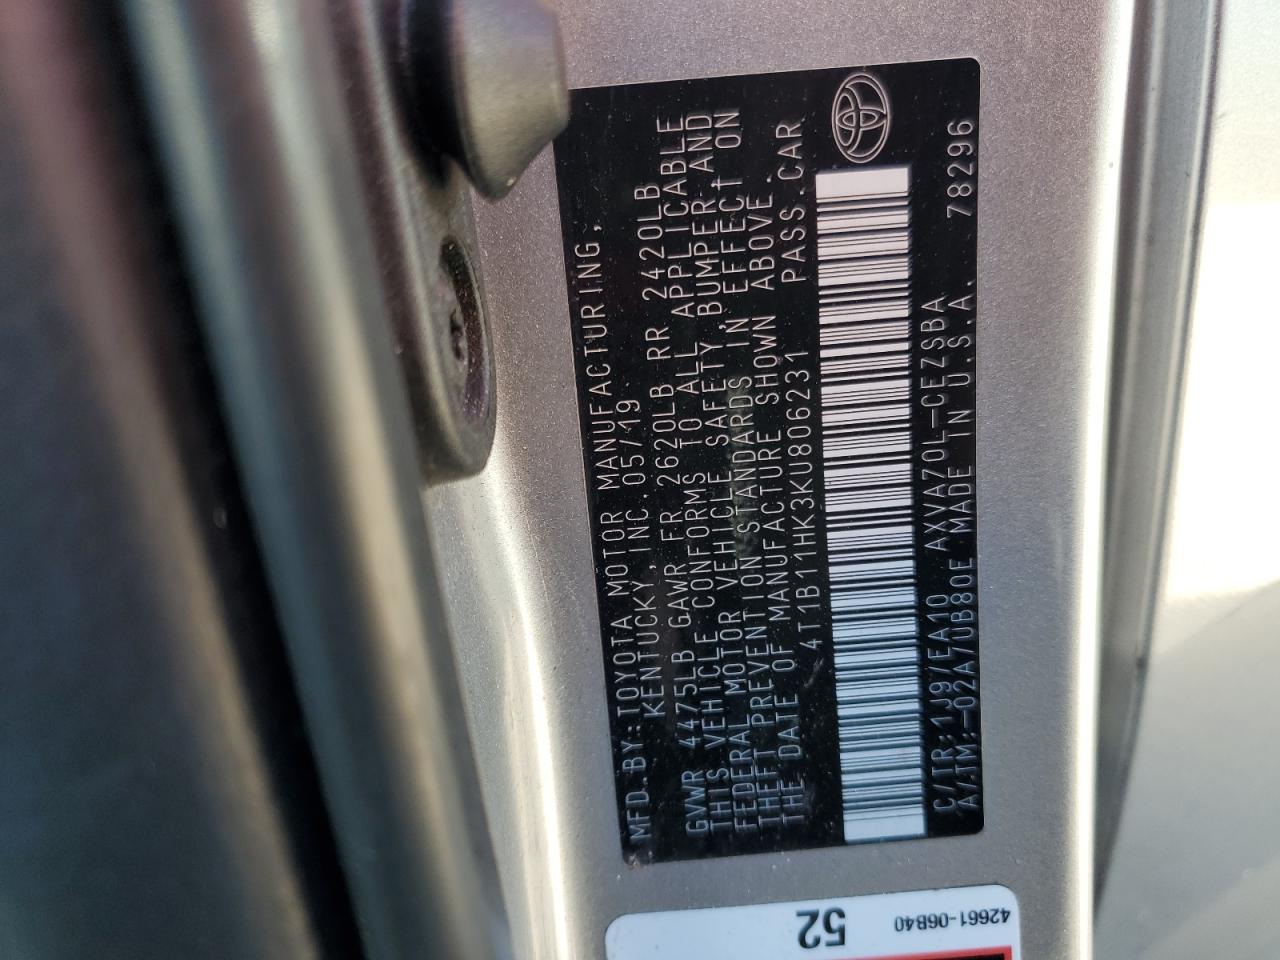 MFD.BY:TOYOTA MOTOR MANUFACTURING,
KENTUCKY, INC. 05/19
GVWR 4475LB GAWR FR 2620LB RR 2420LB
THIS VEHICLE CONFORMS TO ALL APPLICABLE
FEDERAL MOTOR VEHICLE SAFETY, BUMPER, AND
THEFT PREVENTION STANDARDS IN EFFECT ON
THE DATE OF MANUFACTURE SHOWN ABOVE.
4T1B11HK3KU806231 PASS.CAR
C/TR:1J9/EA10 AXVA70L-CEZSBA
A/TM:-02A/UB80E MADE IN U.S.A. 78296
52
42661-06B40